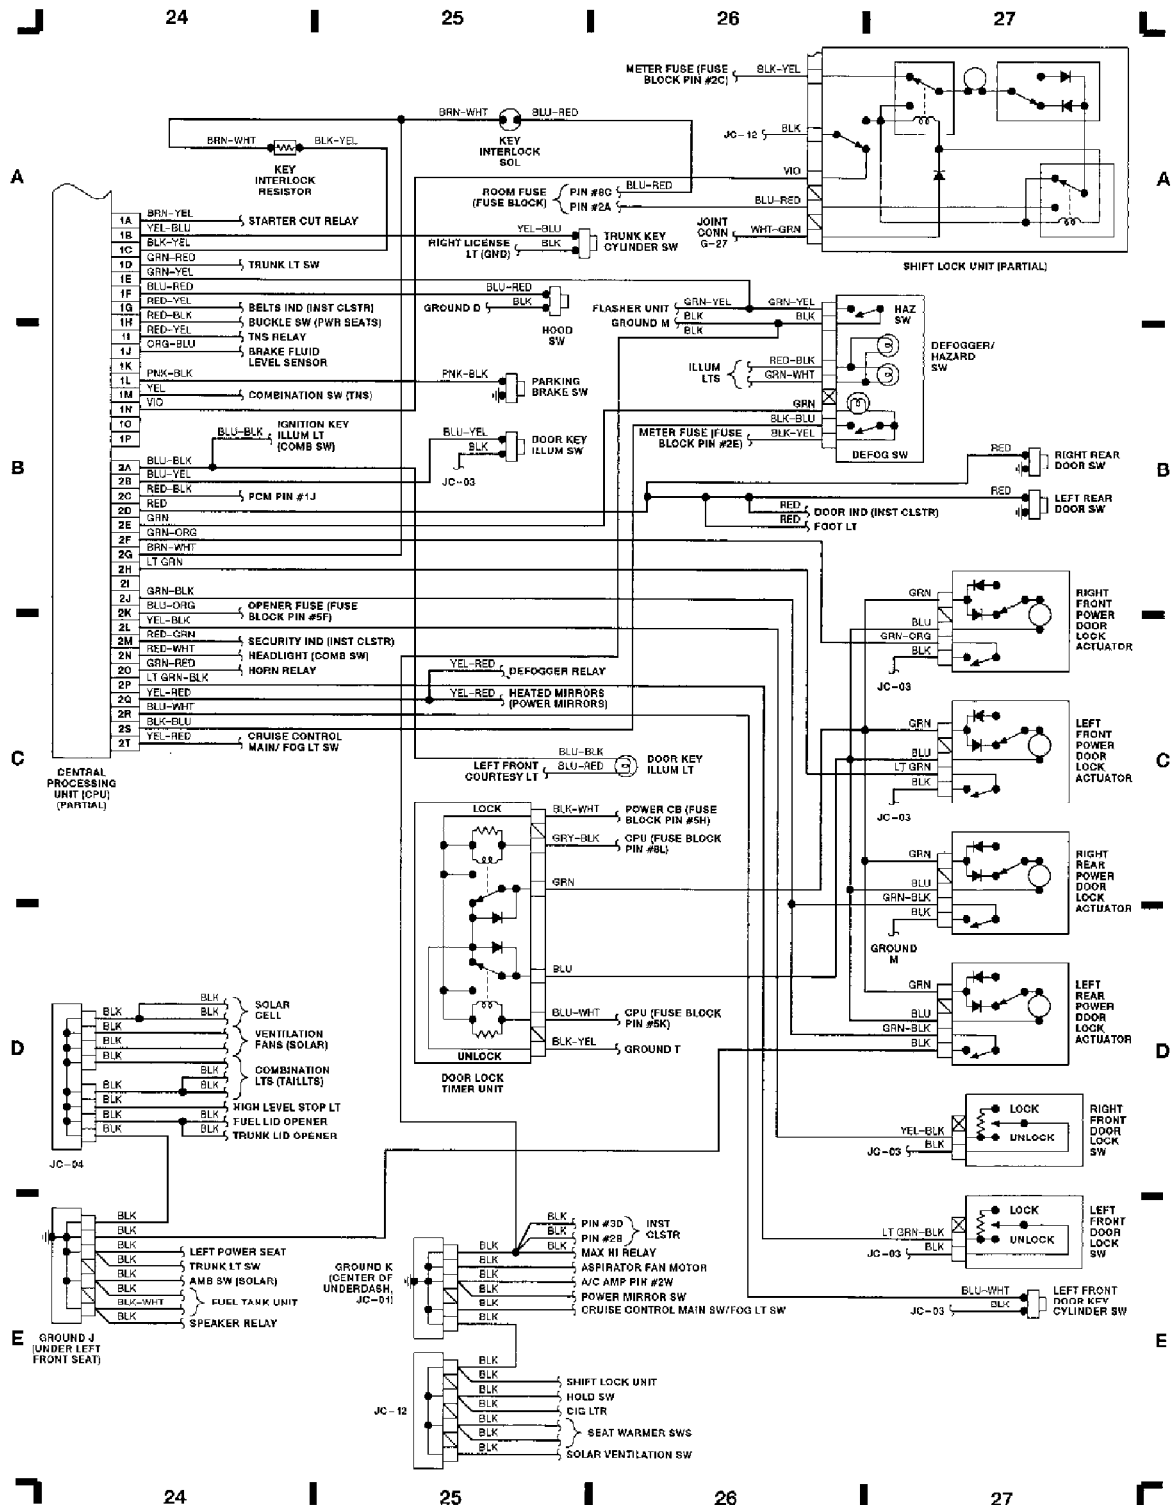 24 25 26 27
A
B
C
D
E
A
B
C
D
E
METER FUSE (FUSE
BLOCK PIN #2C)
BLK-YEL
JC-12
BLK
VIO
BLU-RED
JOINT
CONN
G-27
WHT-GRN
SHIFT LOCK UNIT (PARTIAL)
BRN-WHT
BLU-RED
KEY
INTERLOCK
SOL
BRN-WHT
BLK-YEL
KEY
INTERLOCK
RESISTOR
ROOM FUSE
(FUSE BLOCK)
PIN #8C
BLU-RED
PIN #2A
YEL-BLU
RIGHT LICENSE
LT (GND)
BLK
TRUNK KEY
CYLINDER SW
1A BRN-YEL STARTER CUT RELAY
1B YEL-BLU
1C BLK-YEL
1D GRN-RED TRUNK LT SW
1E GRN-YEL
1F BLU-RED
1G RED-YEL BELTS IND (INST CLSTR)
1H RED-BLK BUCKLE SW (PWR SEATS)
1I RED-YEL TNS RELAY
1J ORG-BLU BRAKE FLUID
LEVEL SENSOR
1K
1L PNK-BLK
1M YEL COMBINATION SW (TNS)
1N VIO
1O
1P
BLU-RED
GROUND D
BLK
HOOD
SW
FLASHER UNIT
GRN-YEL
GRN-YEL
GROUND M
BLK
BLK
BLK
HAZ
SW
ILLUM
LTS
RED-BLK
GRN-WHT
GRN
BLK-BLU
METER FUSE (FUSE
BLOCK PIN #2E)
BLK-YEL
DEFOG SW
DEFOGGER/
HAZARD
SW
PNK-BLK
PARKING
BRAKE SW
BLU-BLK
IGNITION KEY
ILLUM LT
(COMB SW)
BLU-YEL
BLK
JC-03
DOOR KEY
ILLUM SW
2A BLU-BLK
2B BLU-YEL
2C RED-BLK PCM PIN #1J
2D RED
2E GRN
2F GRN-ORG
2G BRN-WHT
2H LT GRN
2I
2J GRN-BLK
2K BLU-ORG OPENER FUSE (FUSE
BLOCK PIN #5F)
2L YEL-BLK
2M RED-GRN SECURITY IND (INST CLSTR)
2N RED-WHT HEADLIGHT (COMB SW)
2O GRN-RED HORN RELAY
2P LT GRN-BLK
2Q YEL-RED
2R BLU-WHT
2S BLK-BLU
2T YEL-RED CRUISE CONTROL
MAIN/ FOG LT SW
CENTRAL
PROCESSING
UNIT (CPU)
(PARTIAL)
RED
RIGHT REAR
DOOR SW
RED
LEFT REAR
DOOR SW
RED DOOR IND (INST CLSTR)
RED FOOT LT
YEL-RED DEFOGGER RELAY
YEL-RED HEATED MIRRORS
(POWER MIRRORS)
GRN
BLU
GRN-ORG
BLK
JC-03
RIGHT
FRONT
POWER
DOOR
LOCK
ACTUATOR
GRN
BLU
LT GRN
BLK
JC-03
LEFT
FRONT
POWER
DOOR
LOCK
ACTUATOR
GRN
BLU
GRN-BLK
BLK
GROUND
M
RIGHT
REAR
POWER
DOOR
LOCK
ACTUATOR
GRN
BLU
GRN-BLK
BLK
LEFT
REAR
POWER
DOOR
LOCK
ACTUATOR
BLU-BLK
LEFT FRONT
COURTESY LT
BLU-RED
DOOR KEY
ILLUM LT
LOCK
BLK-WHT POWER CB (FUSE
BLOCK PIN #5H)
GRY-BLK CPU (FUSE BLOCK
PIN #8L)
GRN
BLU
BLU-WHT CPU (FUSE BLOCK
PIN #5K)
BLK-YEL GROUND T
UNLOCK
DOOR LOCK
TIMER UNIT
BLK
BLK
BLK
SOLAR
CELL
BLK
BLK
VENTILATION
FANS (SOLAR)
BLK
BLK
BLK
BLK
COMBINATION
LTS (TAILLTS)
BLK HIGH LEVEL STOP LT
BLK BLK FUEL LID OPENER
BLK BLK TRUNK LID OPENER
JC-04
YEL-BLK
JC-03 BLK
LOCK
UNLOCK
RIGHT
FRONT
DOOR
LOCK
SW
LT GRN-BLK
JC-03 BLK
LOCK
UNLOCK
LEFT
FRONT
DOOR
LOCK
SW
BLU-WHT
JC-03 BLK
LEFT FRONT
DOOR KEY
CYLINDER SW
BLK
BLK
BLK LEFT POWER SEAT
BLK TRUNK LT SW
BLK AMB SW (SOLAR)
BLK
BLK-WHT
FUEL TANK UNIT
BLK SPEAKER RELAY
GROUND J
(UNDER LEFT
FRONT SEAT)
BLK PIN #3D
BLK PIN #2B
INST
CLSTR
BLK BLK MAX HI RELAY
BLK ASPIRATOR FAN MOTOR
BLK A/C AMP PIN #2W
BLK POWER MIRROR SW
BLK CRUISE CONTROL MAIN SW/FOG LT SW
BLK
GROUND K
(CENTER OF
UNDERDASH,
JC-01)
BLK
BLK SHIFT LOCK UNIT
BLK HOLD SW
BLK CIG LTR
BLK
BLK
SEAT WARMER SWS
BLK SOLAR VENTILATION SW
JC-12
24 25 26 27